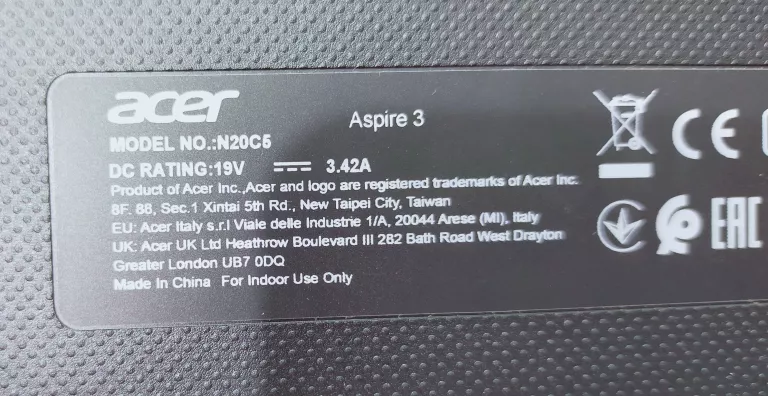 acer
Aspire 3
MODEL NO.:N20C5
DC RATING:19V 3.42A
Product of Acer Inc.,Acer and logo are registered trademarks of Acer Inc.
8F. 88, Sec.1 Xintai 5th Rd., New Taipei City, Taiwan
EU: Acer Italy s.r.l Viale delle Industrie 1/A, 20044 Arese (MI), Italy
UK: Acer UK Ltd Heathrow Boulevard III 282 Bath Road West Drayton
Greater London UB7 0DQ
Made In China For Indoor Use Only
CE
EAC